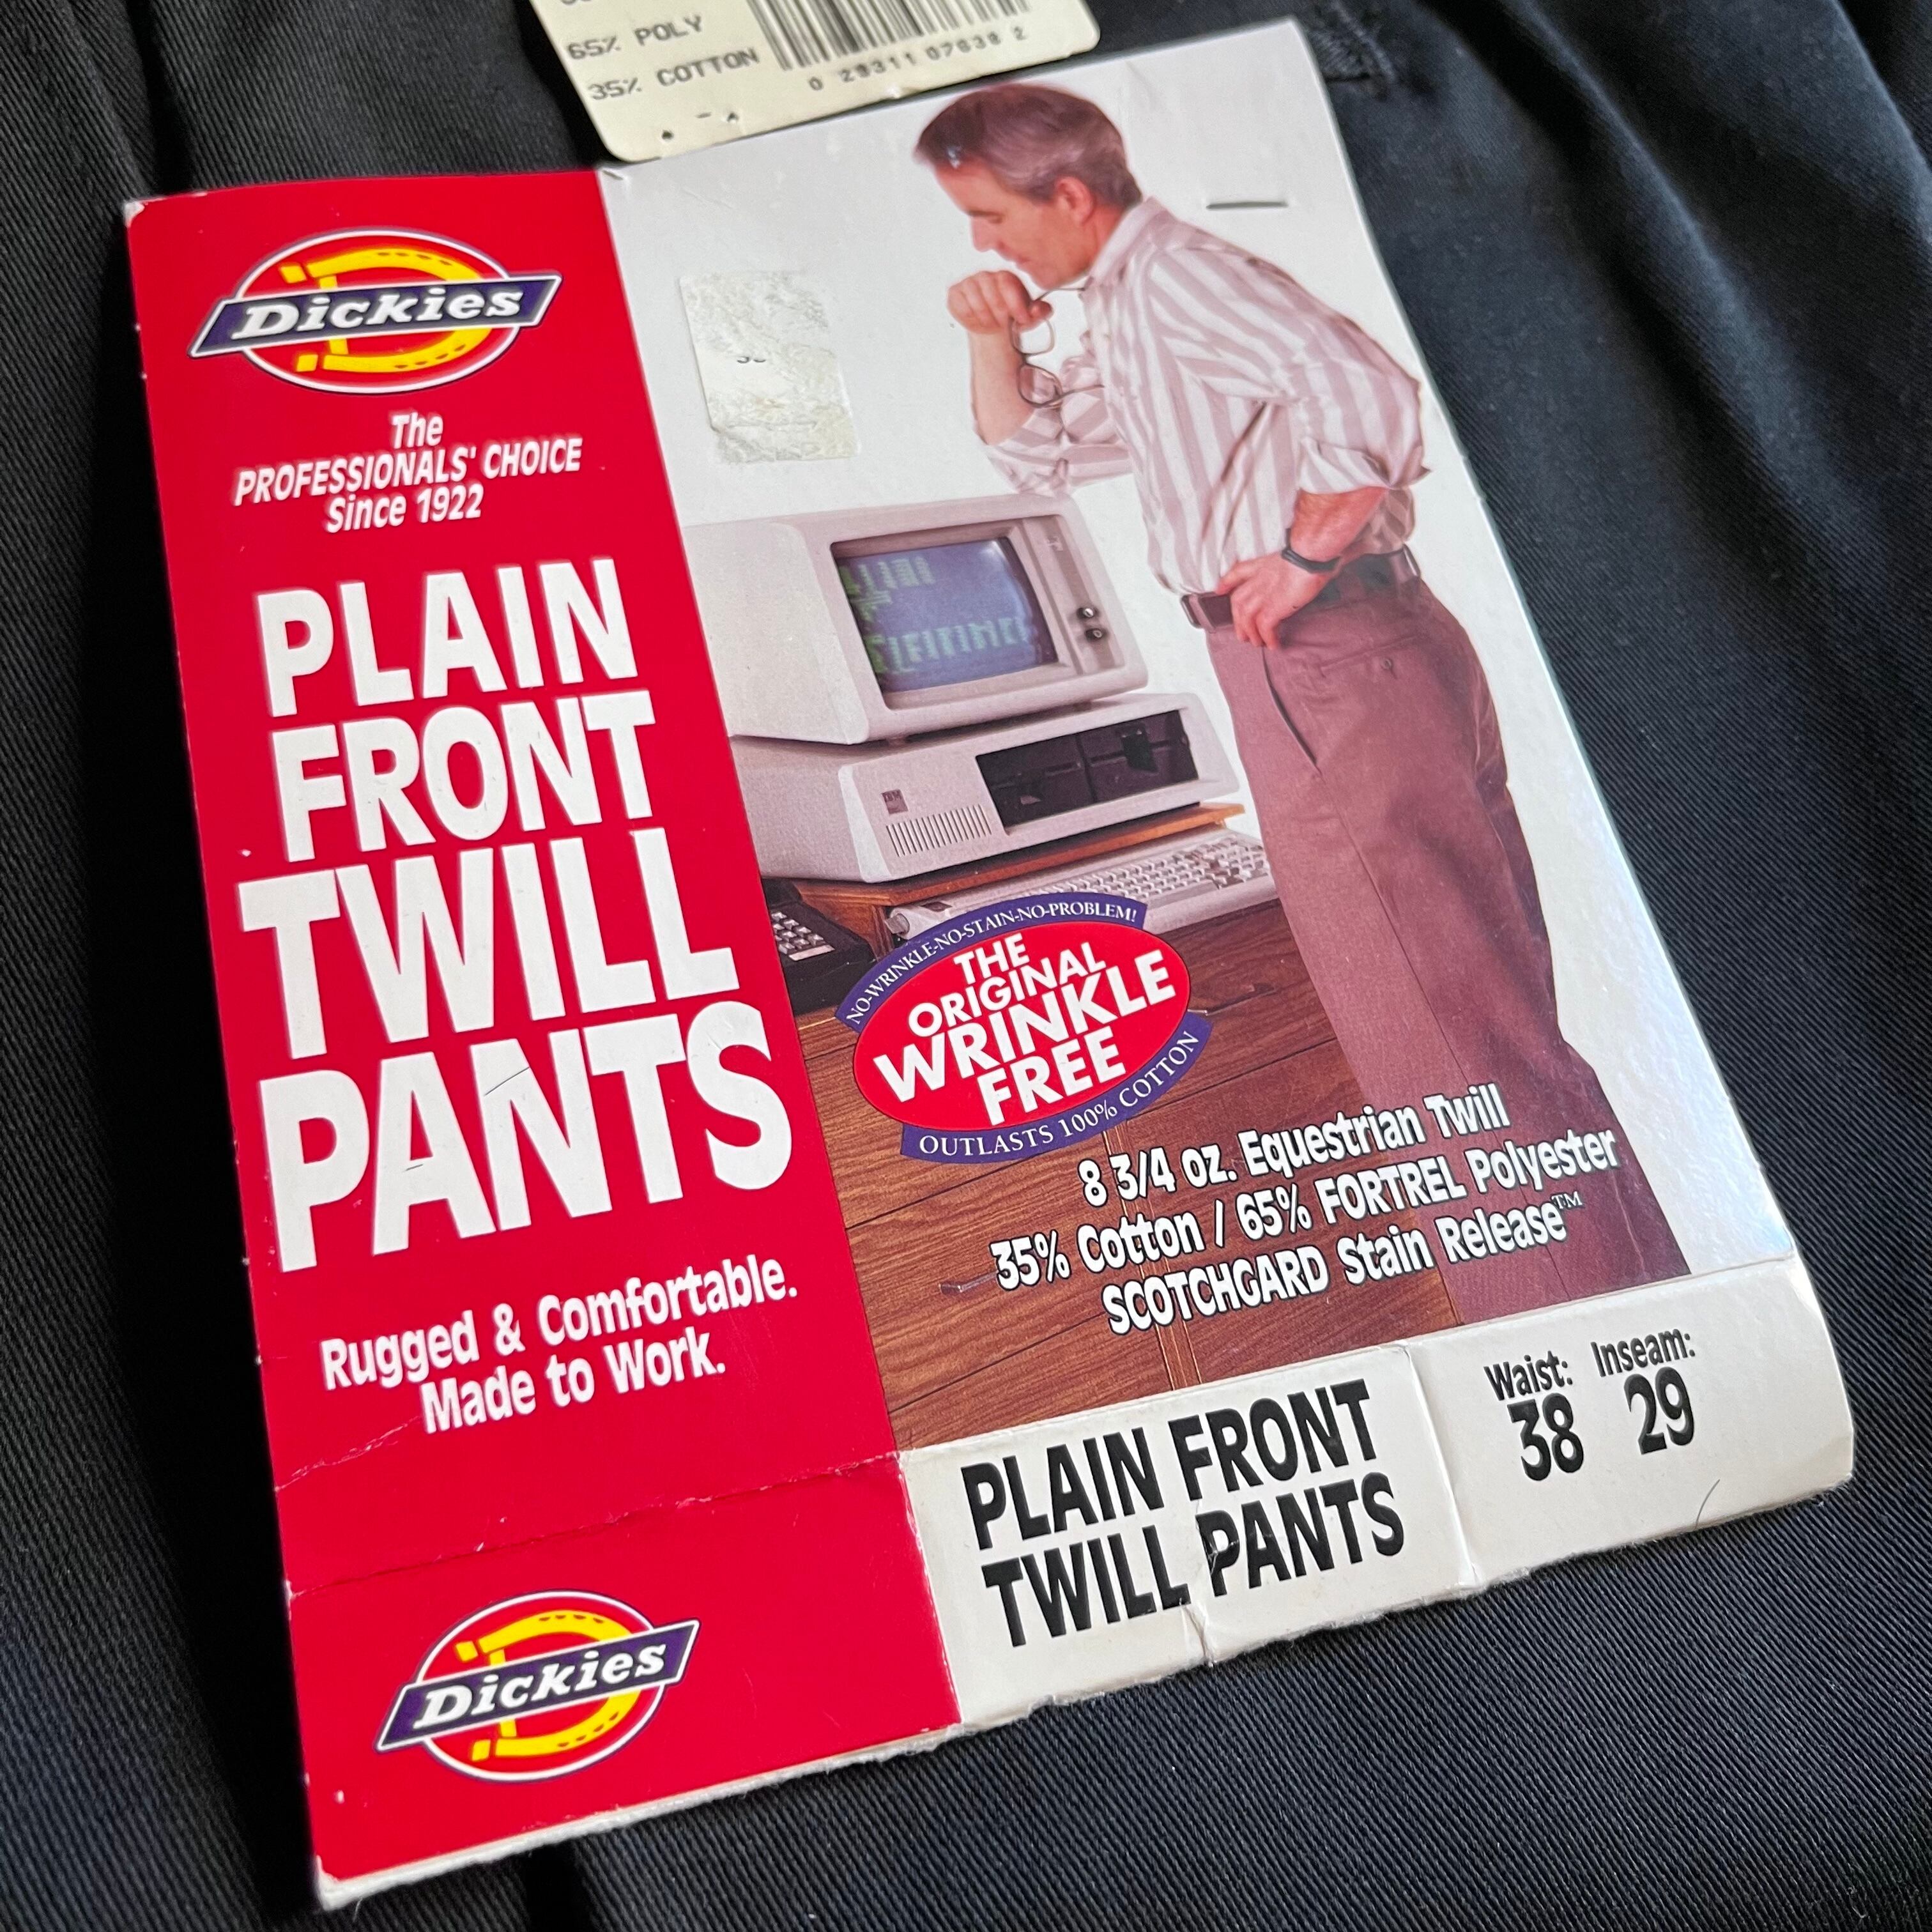 65% POLY
35% COTTON
0 29311 07638 2
Dickies
The
PROFESSIONALS' CHOICE
Since 1922
PLAIN
FRONT
TWILL
PANTS
Rugged & Comfortable.
Made to Work.
NO-WRINKLE-NO-STAIN-NO-PROBLEM!
THE
ORIGINAL
WRINKLE
FREE
OUTLASTS 100% COTTON
8 3/4 oz. Equestrian Twill
35% Cotton / 65% FORTREL Polyester
SCOTCHGARD Stain Release™
Dickies
PLAIN FRONT
TWILL PANTS
Waist: Inseam:
38 29